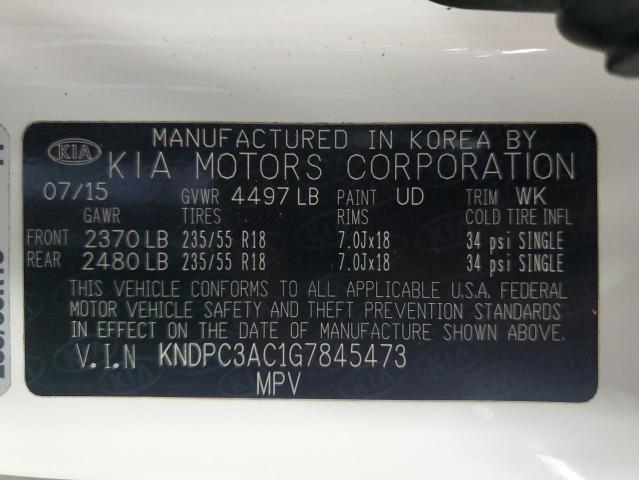 MANUFACTURED IN KOREA BY
KIA KIA MOTORS CORPORATION
07/15 GVWR 4497 LB PAINT UD TRIM WK
GAWR TIRES RIMS COLD TIRE INFL
FRONT 2370 LB 235/55 R18 7.0Jx18 34 psi SINGLE
REAR 2480 LB 235/55 R18 7.0Jx18 34 psi SINGLE
THIS VEHICLE CONFORMS TO ALL APPLICABLE U.S.A. FEDERAL
MOTOR VEHICLE SAFETY AND THEFT PREVENTION STANDARDS
IN EFFECT ON THE DATE OF MANUFACTURE SHOWN ABOVE.
V.I.N KNDPC3AC1G7845473
MPV